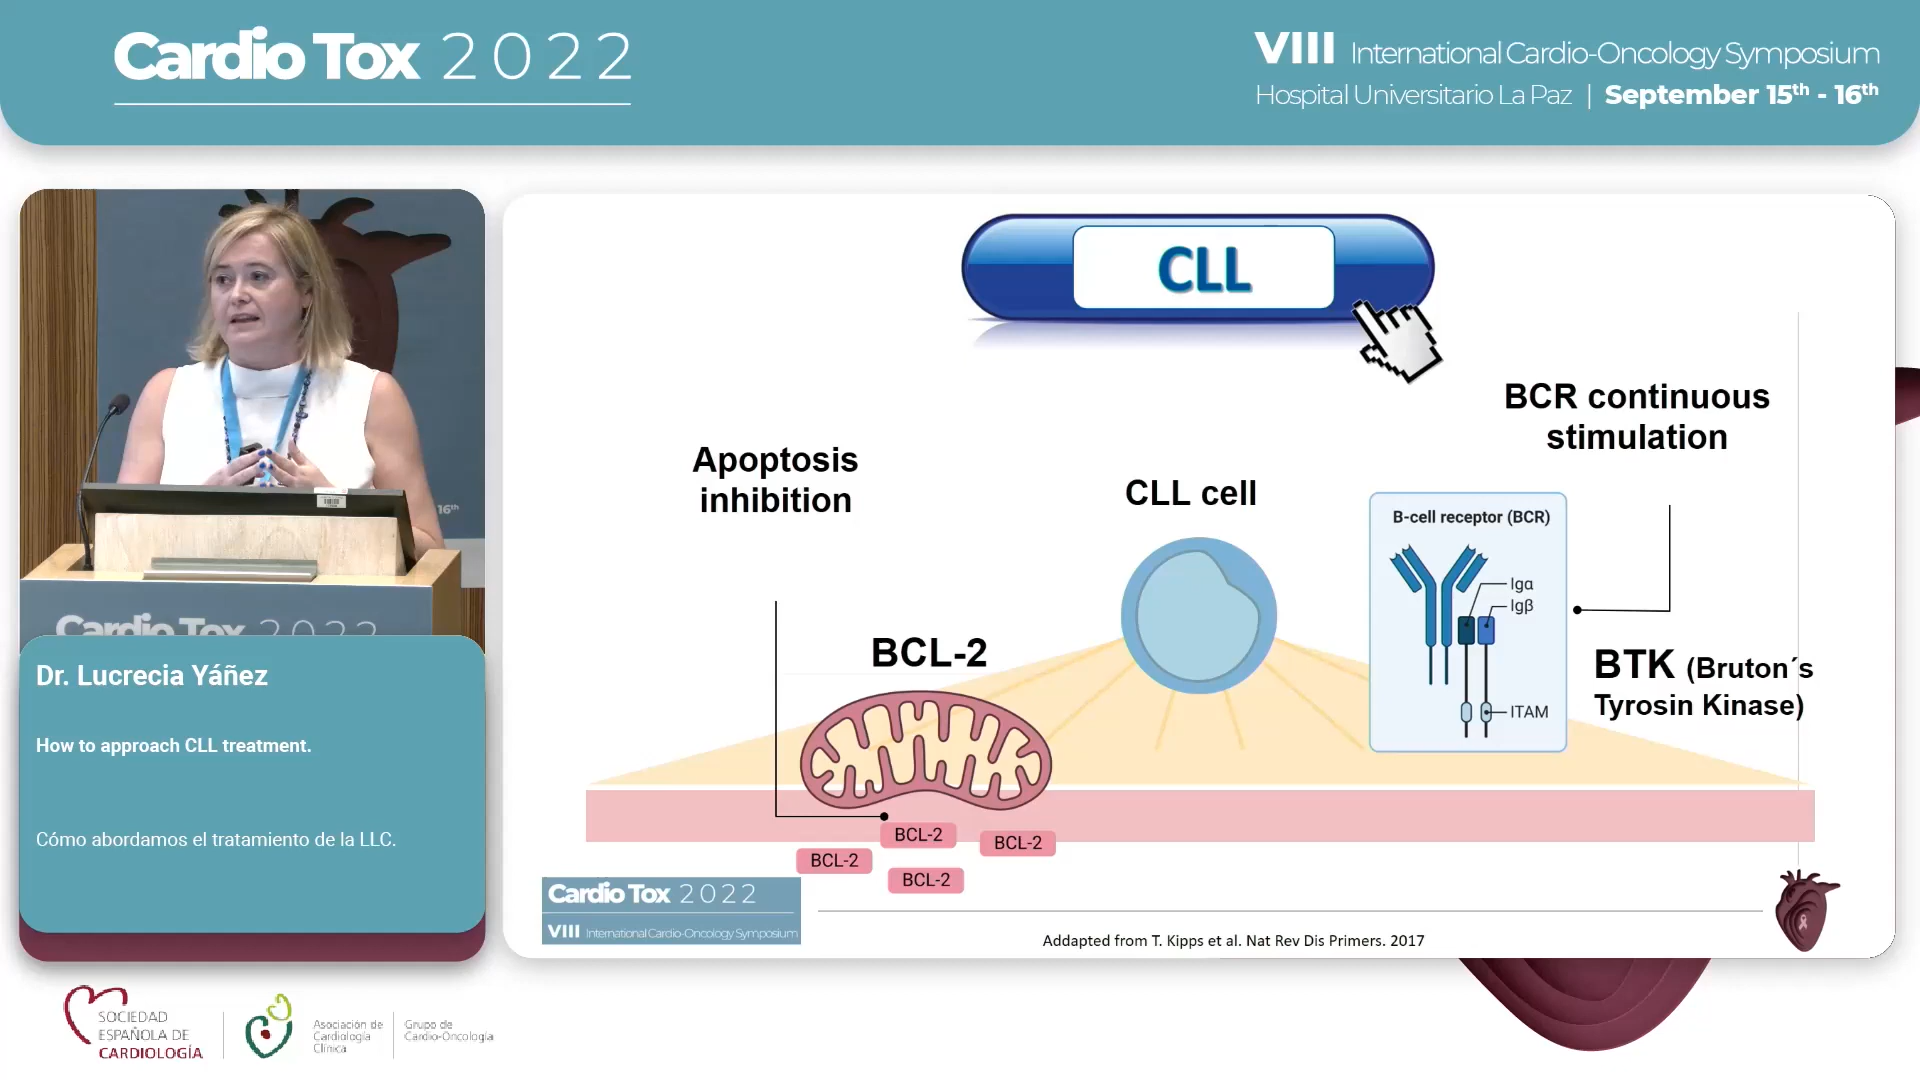 Cardio Tox 2022
VIII International Cardio-Oncology Symposium
Hospital Universitario La Paz | September 15th - 16th
16th
Cardio Tox 2022
Dr. Lucrecia Yáñez
How to approach CLL treatment.
Cómo abordamos el tratamiento de la LLC.
CLL
BCR continuous
stimulation
Apoptosis
inhibition
CLL cell
B-cell receptor (BCR)
Igα
Igβ
ITAM
BCL-2
BTK (Bruton´s
Tyrosin Kinase)
BCL-2
BCL-2
BCL-2
BCL-2
Cardio Tox 2022
VIII International Cardio-Oncology Symposium
Addapted from T. Kipps et al. Nat Rev Dis Primers. 2017
SOCIEDAD
ESPAÑOLA DE
CARDIOLOGÍA
Asociación de
Cardiología
Clínica
Grupo de
Cardio-Oncología